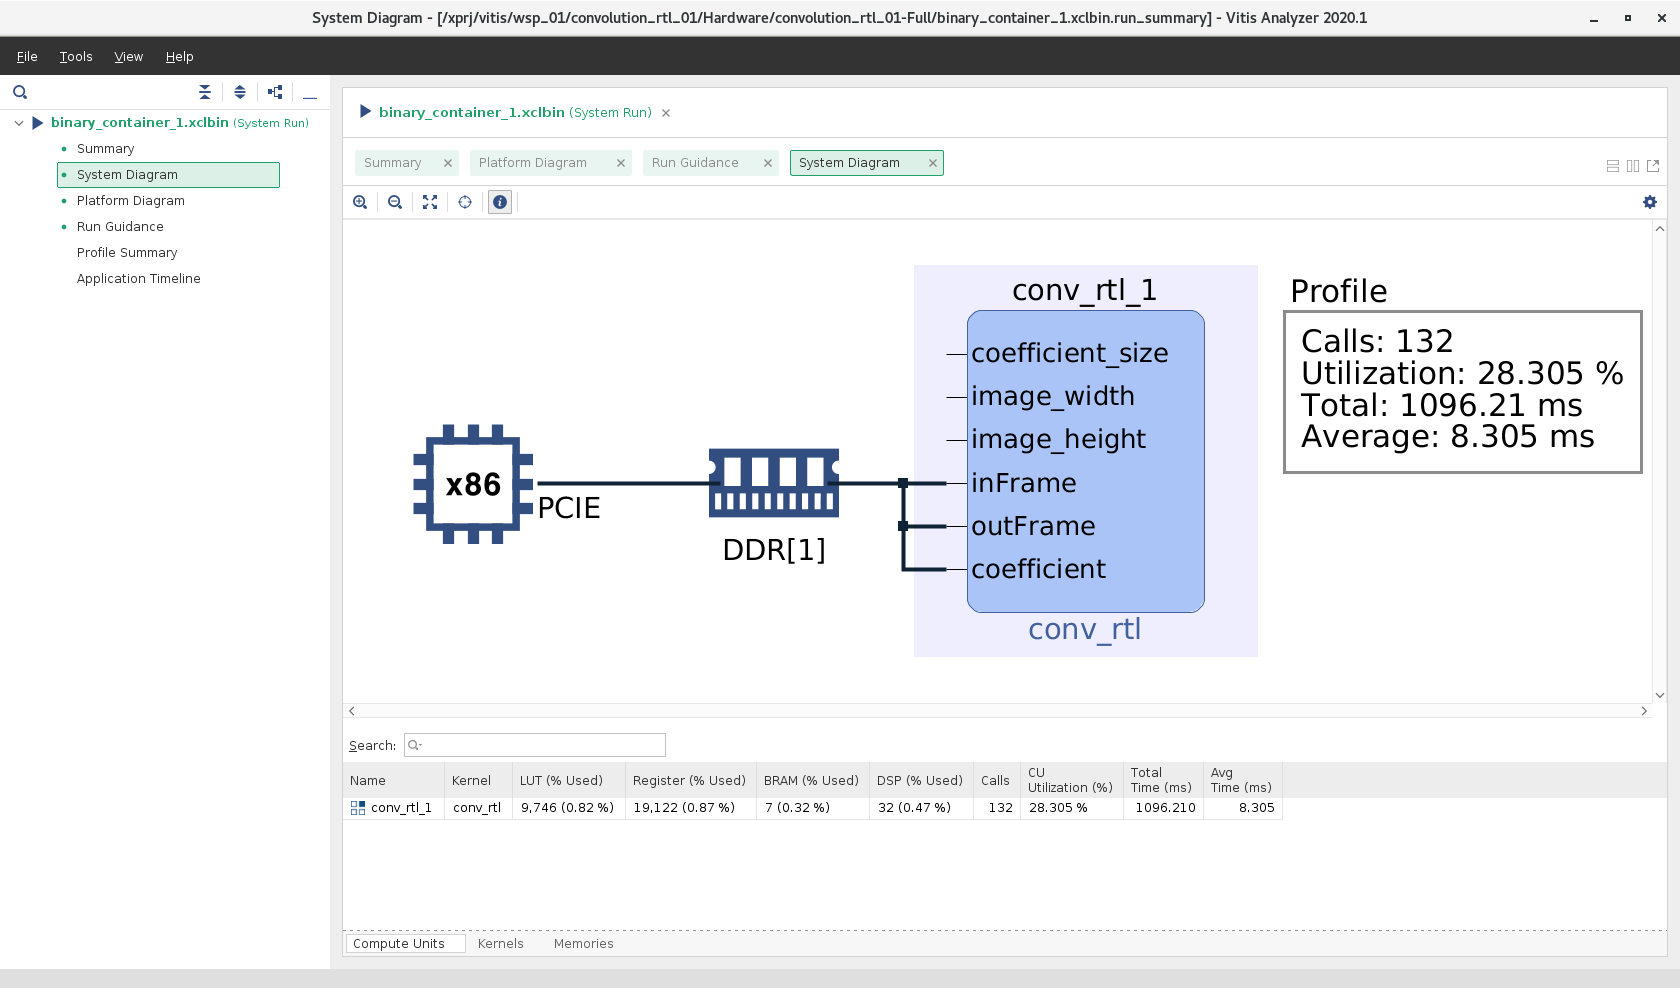 System Diagram - [/xprj/vitis/wsp_01/convolution_rtl_01/Hardware/convolution_rtl_01-Full/binary_container_1.xclbin.run_summary] - Vitis Analyzer 2020.1
File Tools View Help
binary_container_1.xclbin (System Run)
Summary
System Diagram
Platform Diagram
Run Guidance
Profile Summary
Application Timeline
binary_container_1.xclbin (System Run)
Summary Platform Diagram Run Guidance System Diagram
conv_rtl_1
coefficient_size
image_width
image_height
inFrame
outFrame
coefficient
conv_rtl
x86
PCIE
DDR[1]
Profile
Calls: 132
Utilization: 28.305 %
Total: 1096.21 ms
Average: 8.305 ms
Search:
Name Kernel LUT (% Used) Register (% Used) BRAM (% Used) DSP (% Used) Calls CU Utilization (%) Total Time (ms) Avg Time (ms)
conv_rtl_1 conv_rtl 9,746 (0.82 %) 19,122 (0.87 %) 7 (0.32 %) 32 (0.47 %) 132 28.305 % 1096.210 8.305
Compute Units Kernels Memories